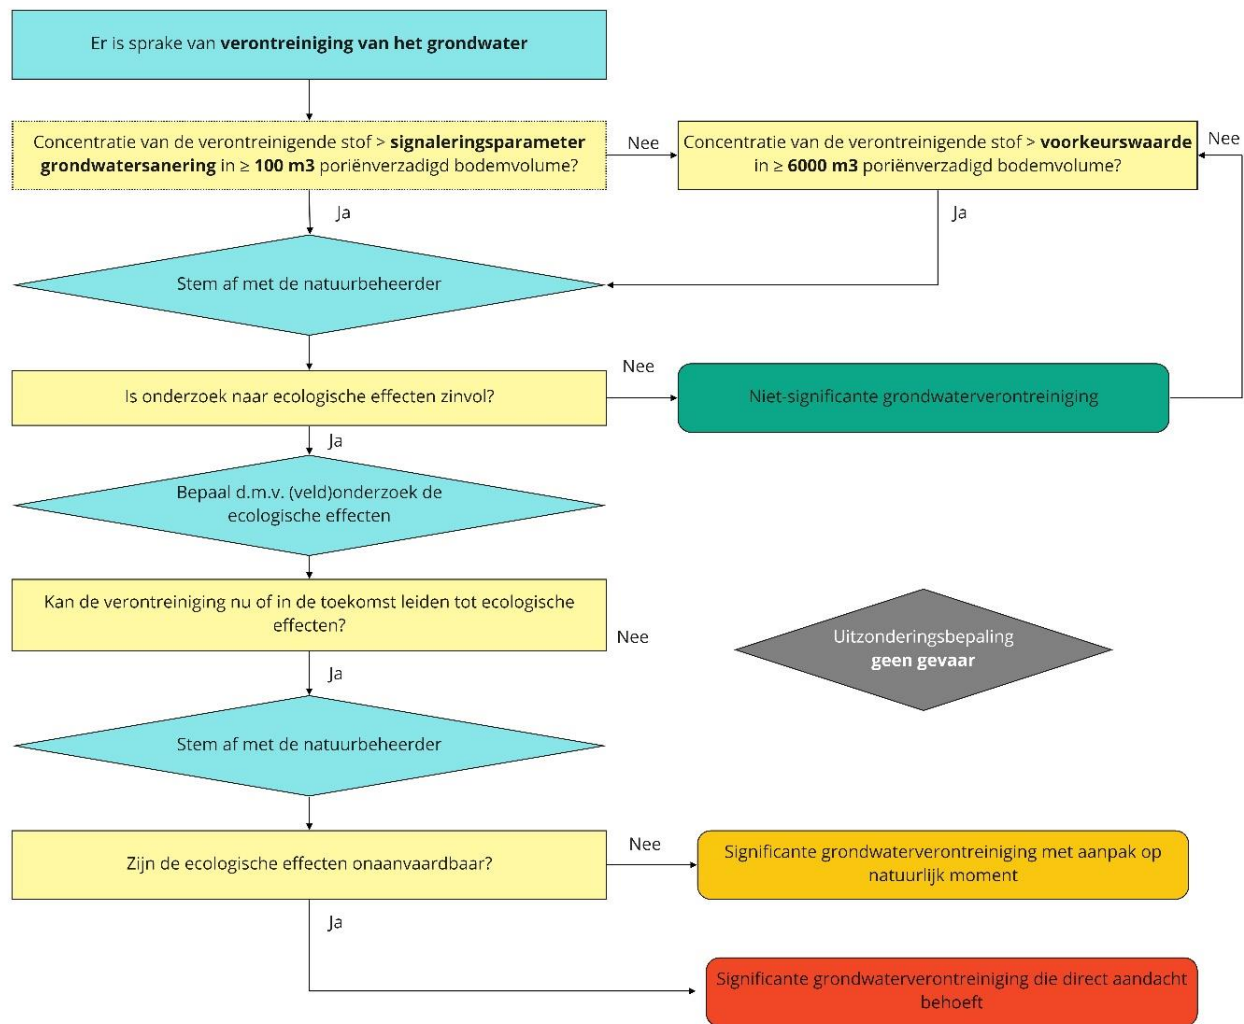 Er is sprake van verontreiniging van het grondwater
Concentratie van de verontreinigende stof > signaleringsparameter
grondwatersanering in ≥ 100 m3 poriënverzadigd bodemvolume?
Nee
Concentratie van de verontreinigende stof > voorkeurswaarde
in ≥ 6000 m3 poriënverzadigd bodemvolume?
Nee
Ja
Ja
Stem af met de natuurbeheerder
Is onderzoek naar ecologische effecten zinvol?
Nee
Niet-significante grondwaterverontreiniging
Ja
Bepaal d.m.v. (veld)onderzoek de
ecologische effecten
Kan de verontreiniging nu of in de toekomst leiden tot ecologische
effecten?
Nee
Uitzonderingsbepaling
geen gevaar
Ja
Stem af met de natuurbeheerder
Zijn de ecologische effecten onaanvaardbaar?
Nee
Significante grondwaterverontreiniging met aanpak op
natuurlijk moment
Ja
Significante grondwaterverontreiniging die direct aandacht
behoeft